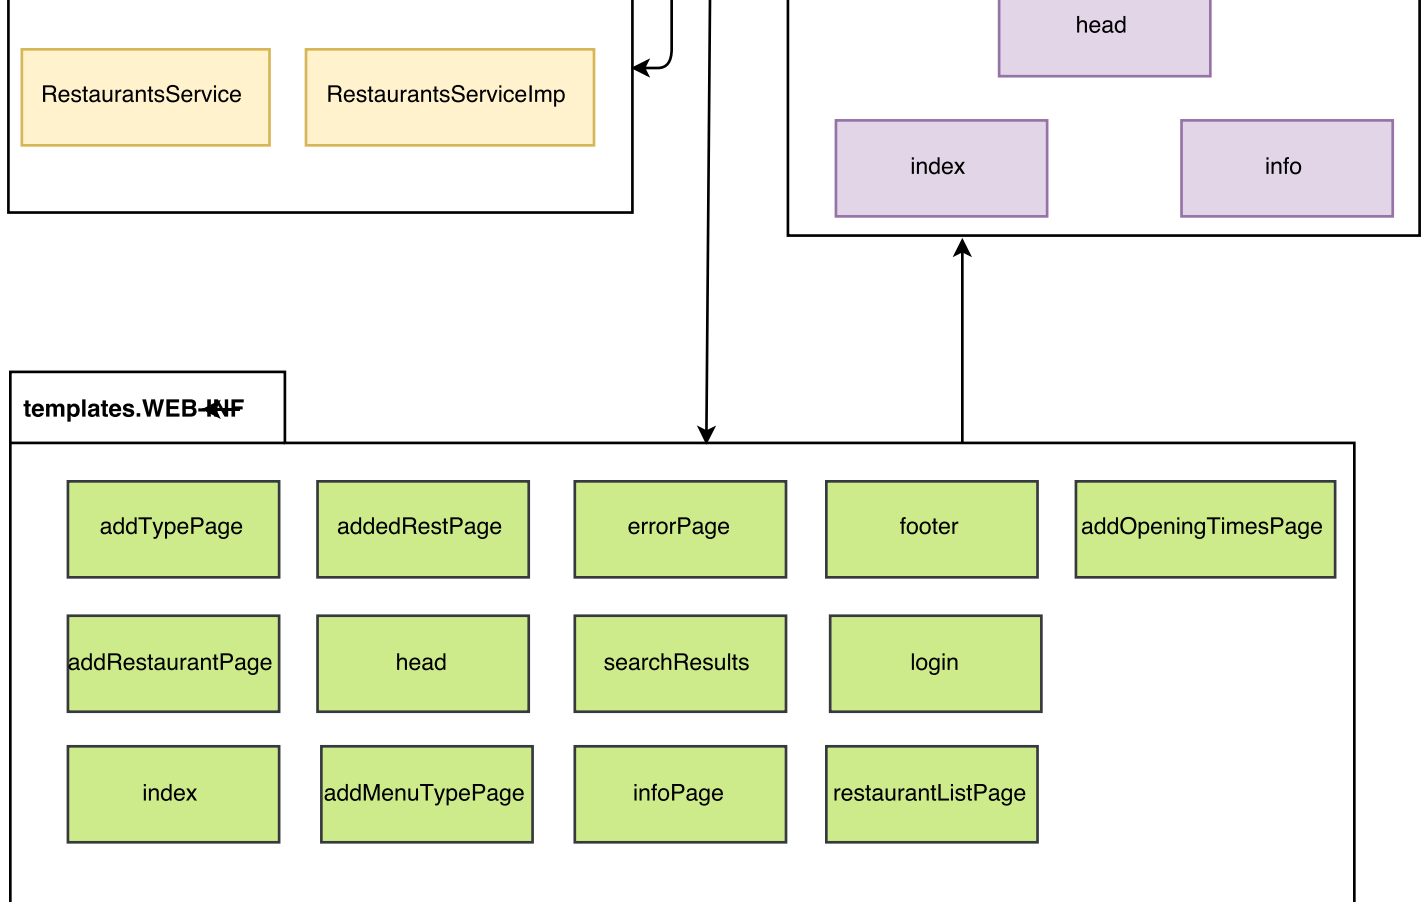 RestaurantsService
RestaurantsServiceImp
head
index
info
templates.WEB-INF
addTypePage
addedRestPage
errorPage
footer
addOpeningTimesPage
addRestaurantPage
head
searchResults
login
index
addMenuTypePage
infoPage
restaurantListPage